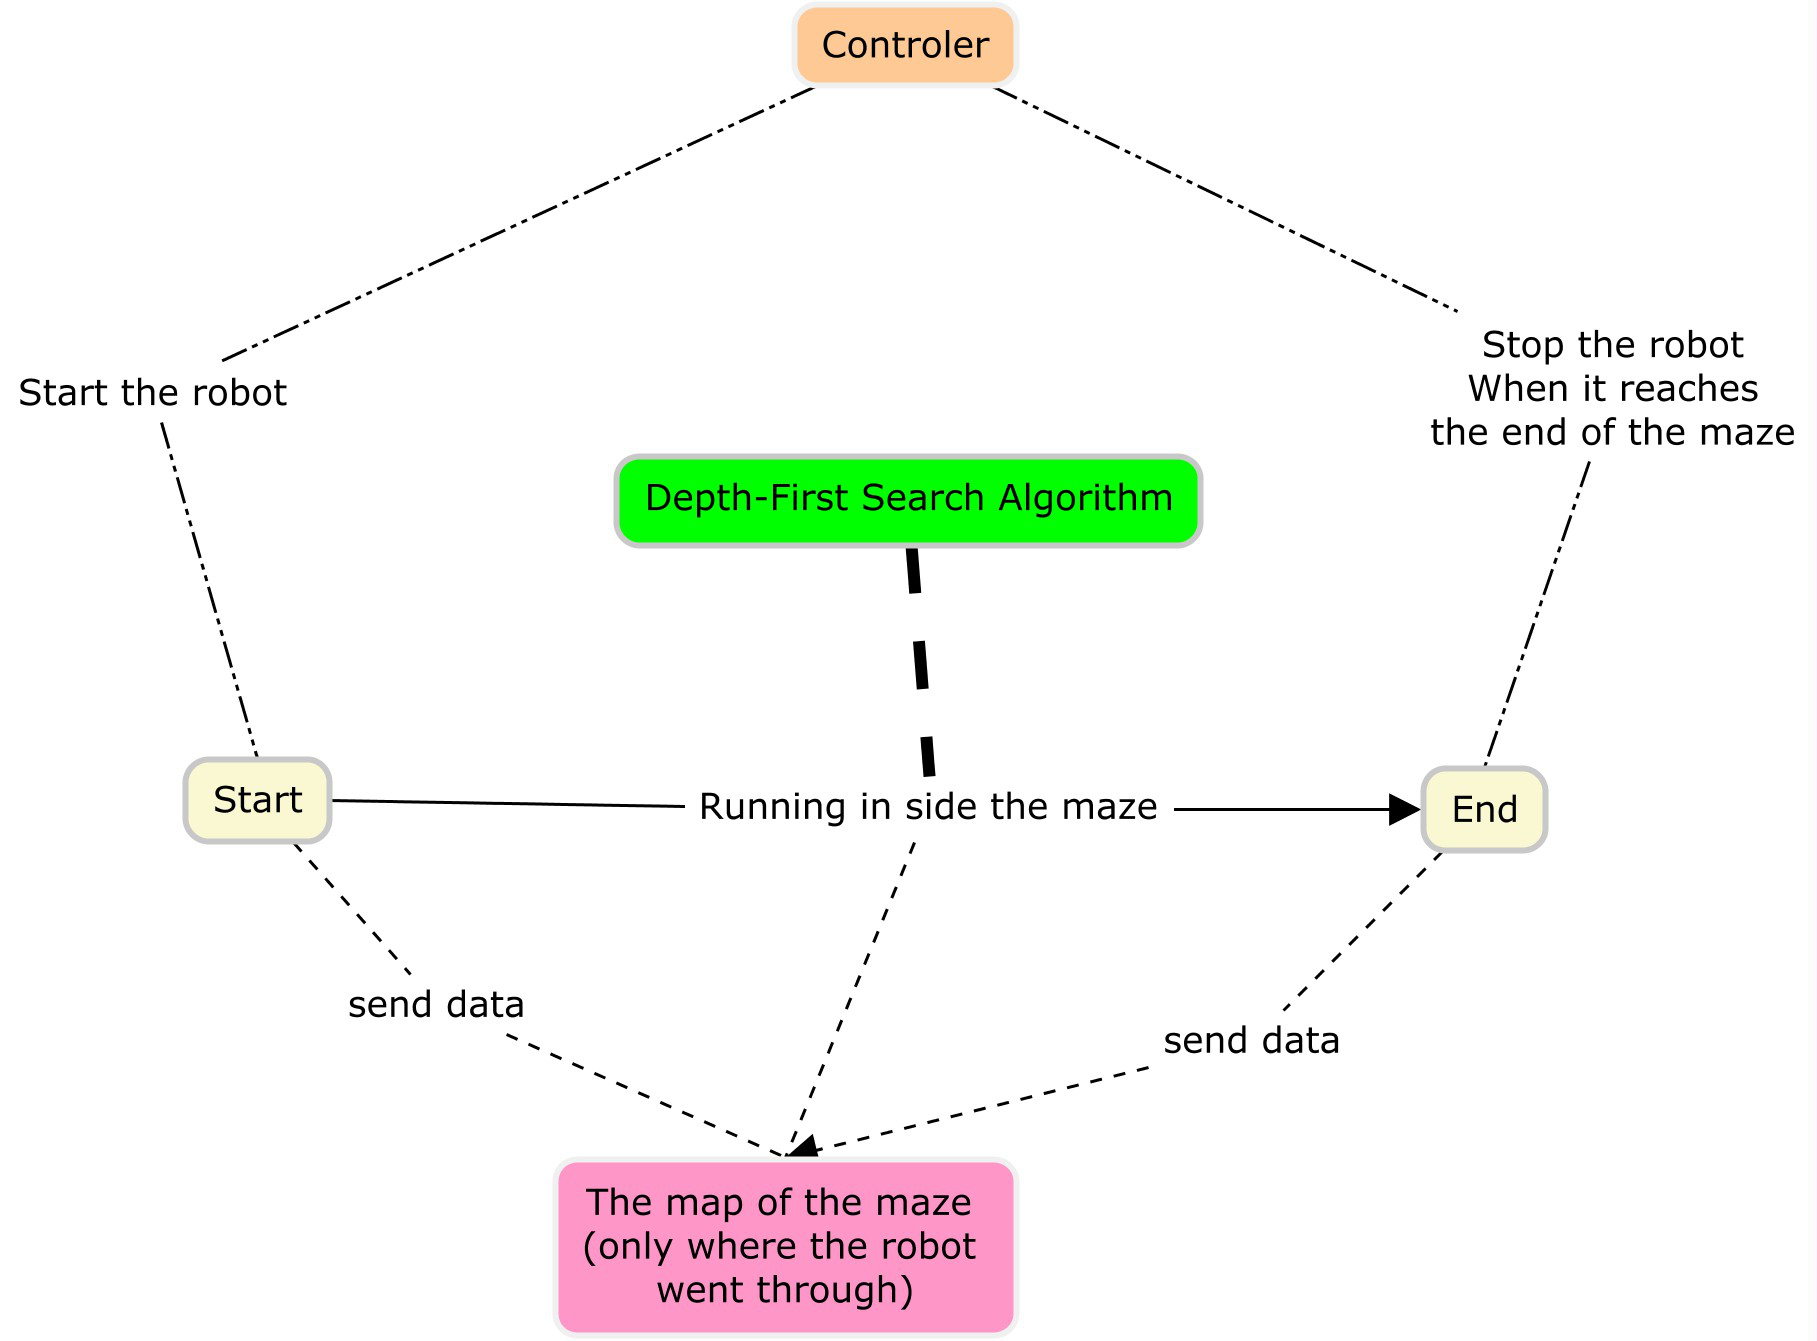 Controler
Start the robot
Stop the robot
When it reaches
the end of the maze
Depth-First Search Algorithm
Start
Running in side the maze
End
send data
send data
The map of the maze
(only where the robot
went through)